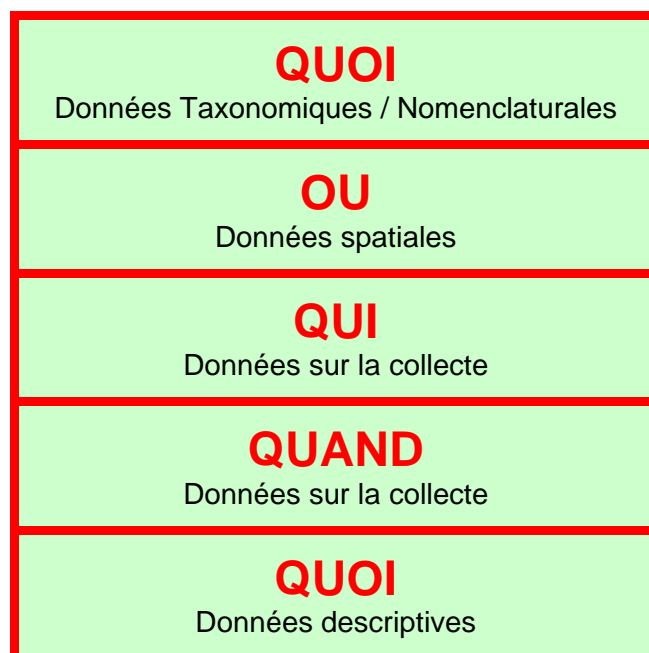 QUOI
Données Taxonomiques / Nomenclaturales
OU
Données spatiales
QUI
Données sur la collecte
QUAND
Données sur la collecte
QUOI
Données descriptives